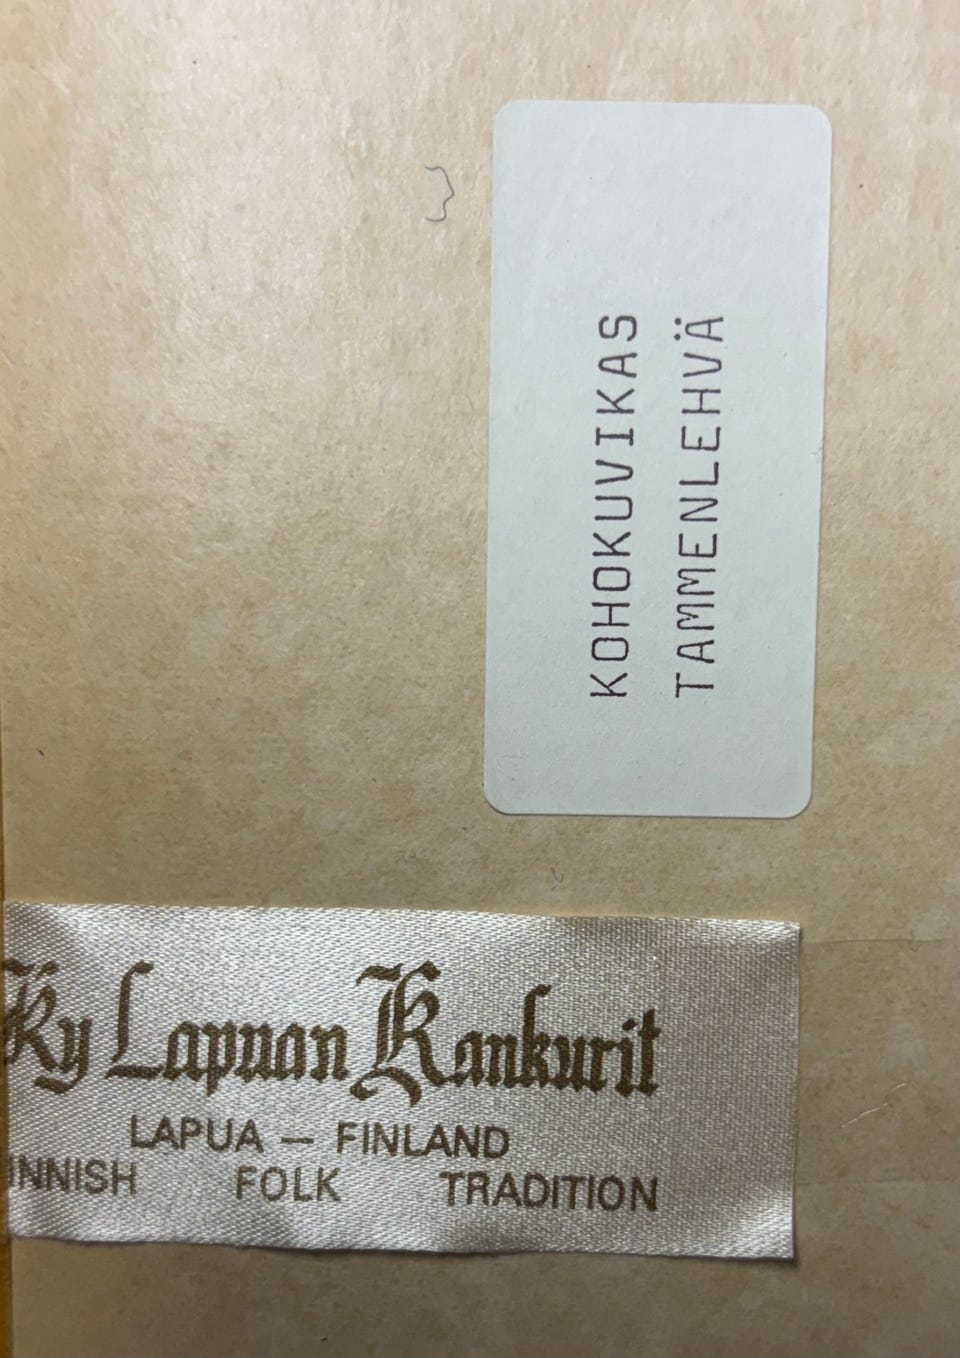 KOHOKUVIKAS
TAMMENLEHVÄ
Ky Lapuan Kankurit
LAPUA — FINLAND
INNISH FOLK TRADITION